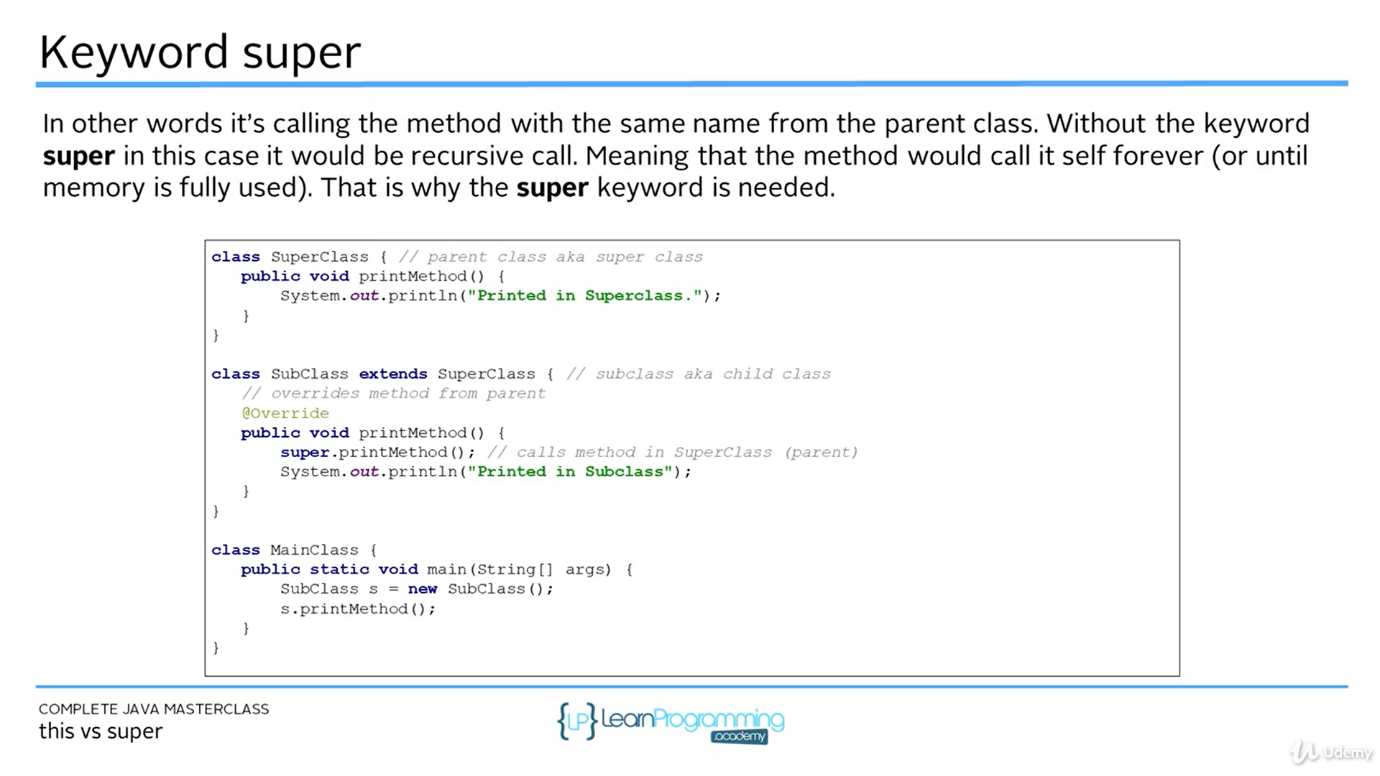 Keyword super
In other words it's calling the method with the same name from the parent class. Without the keyword
super in this case it would be recursive call. Meaning that the method would call it self forever (or until
memory is fully used). That is why the super keyword is needed.
class SuperClass { // parent class aka super class
   public void printMethod() {
       System.out.println("Printed in Superclass.");
   }
}
class SubClass extends SuperClass { // subclass aka child class
   // overrides method from parent
   @Override
   public void printMethod() {
       super.printMethod(); // calls method in SuperClass (parent)
       System.out.println("Printed in Subclass");
   }
}
class MainClass {
   public static void main(String[] args) {
       SubClass s = new SubClass();
       s.printMethod();
   }
}
COMPLETE JAVA MASTERCLASS
this vs super
{LP} LearnProgramming
.academy
Udemy